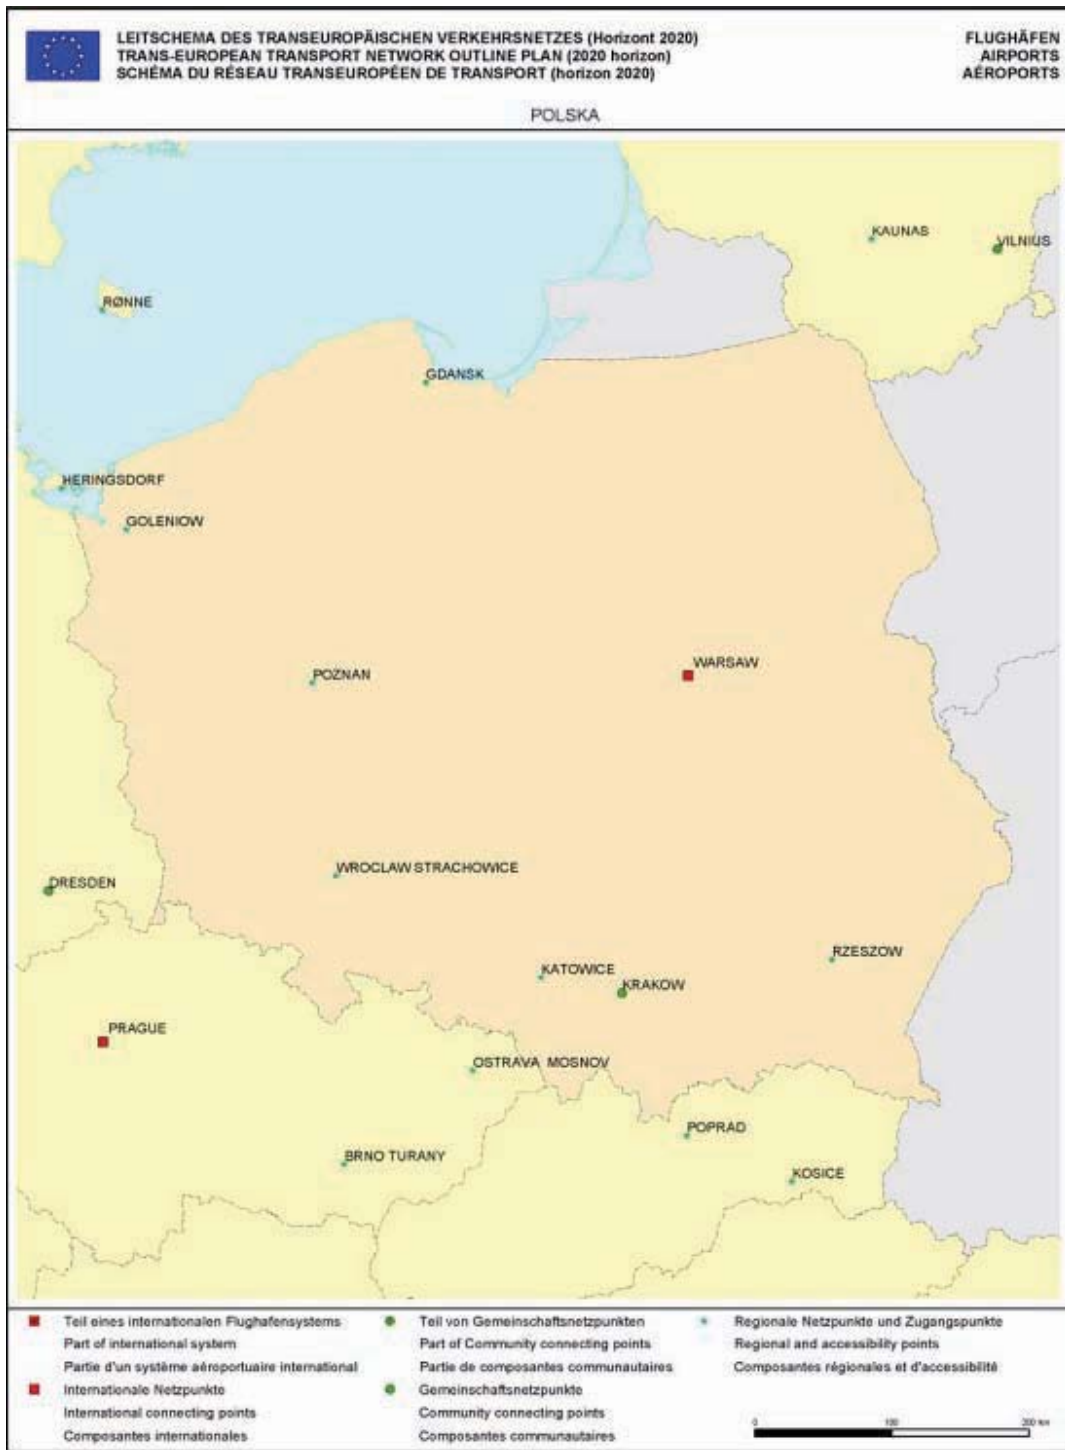 LEITSCHEMA DES TRANSEUROPÄISCHEN VERKEHRSNETZES (Horizont 2020)
TRANS-EUROPEAN TRANSPORT NETWORK OUTLINE PLAN (2020 horizon)
SCHÉMA DU RÉSEAU TRANSEUROPÉEN DE TRANSPORT (horizon 2020)
FLUGHÄFEN
AIRPORTS
AÉROPORTS
POLSKA
KAUNAS
VILNIUS
RØNNE
GDANSK
HERINGSDORF
GOLENIOW
WARSAW
POZNAN
WROCLAW STRACHOWICE
DRESDEN
RZESZOW
KATOWICE
KRAKOW
PRAGUE
OSTRAVA MOSNOV
POPRAD
BRNO TURANY
KOSICE
Teil eines internationalen Flughafensystems
Part of international system
Partie d'un système aéroportuaire international
Internationale Netzpunkte
International connecting points
Composantes internationales
Teil von Gemeinschaftsnetzpunkten
Part of Community connecting points
Partie de composantes communautaires
Gemeinschaftsnetzpunkte
Community connecting points
Composantes communautaires
Regionale Netzpunkte und Zugangspunkte
Regional and accessibility points
Composantes régionales et d'accessibilité
0 100 200 km